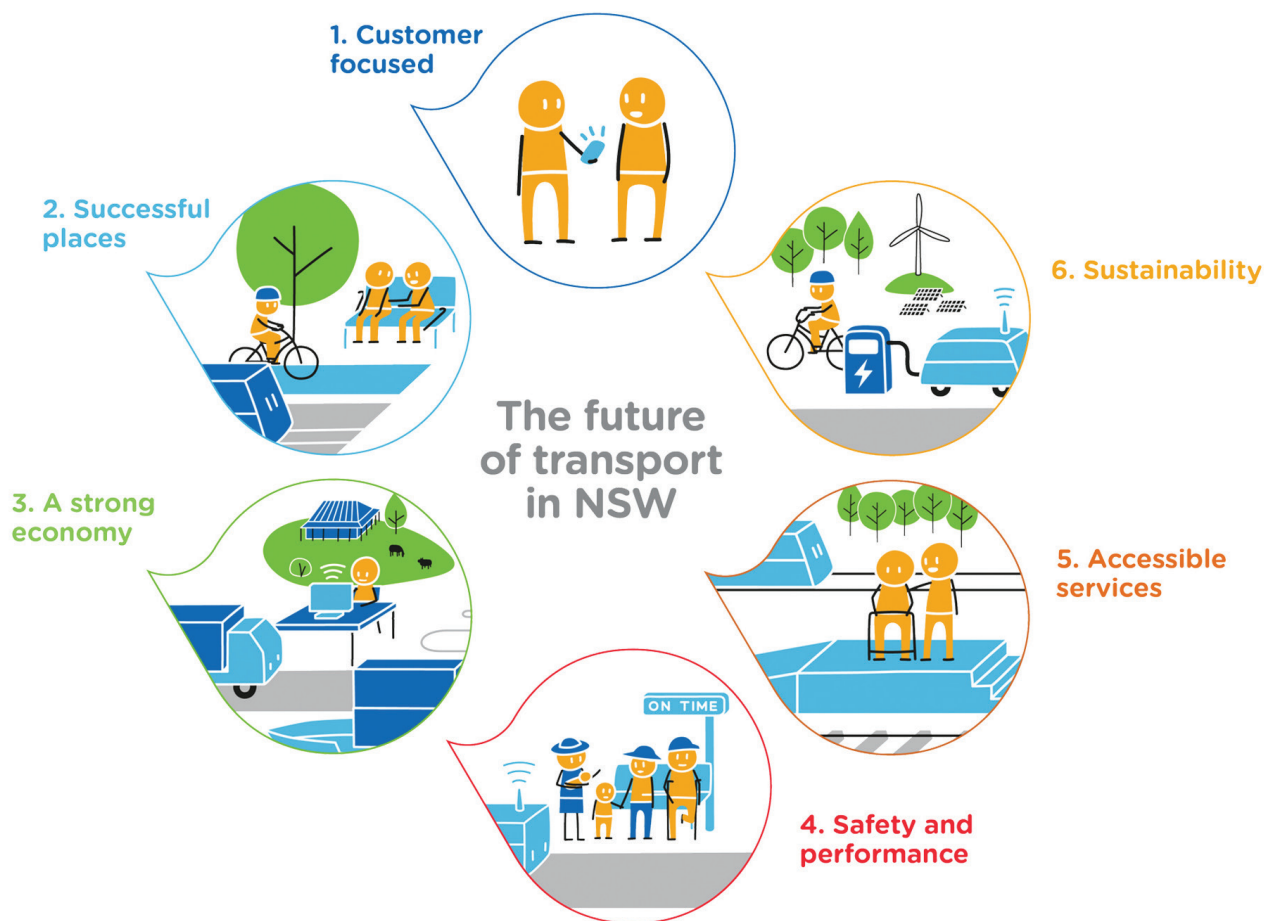 1. Customer
focused
2. Successful
places
6. Sustainability
The future
of transport
in NSW
3. A strong
economy
5. Accessible
services
ON TIME
4. Safety and
performance